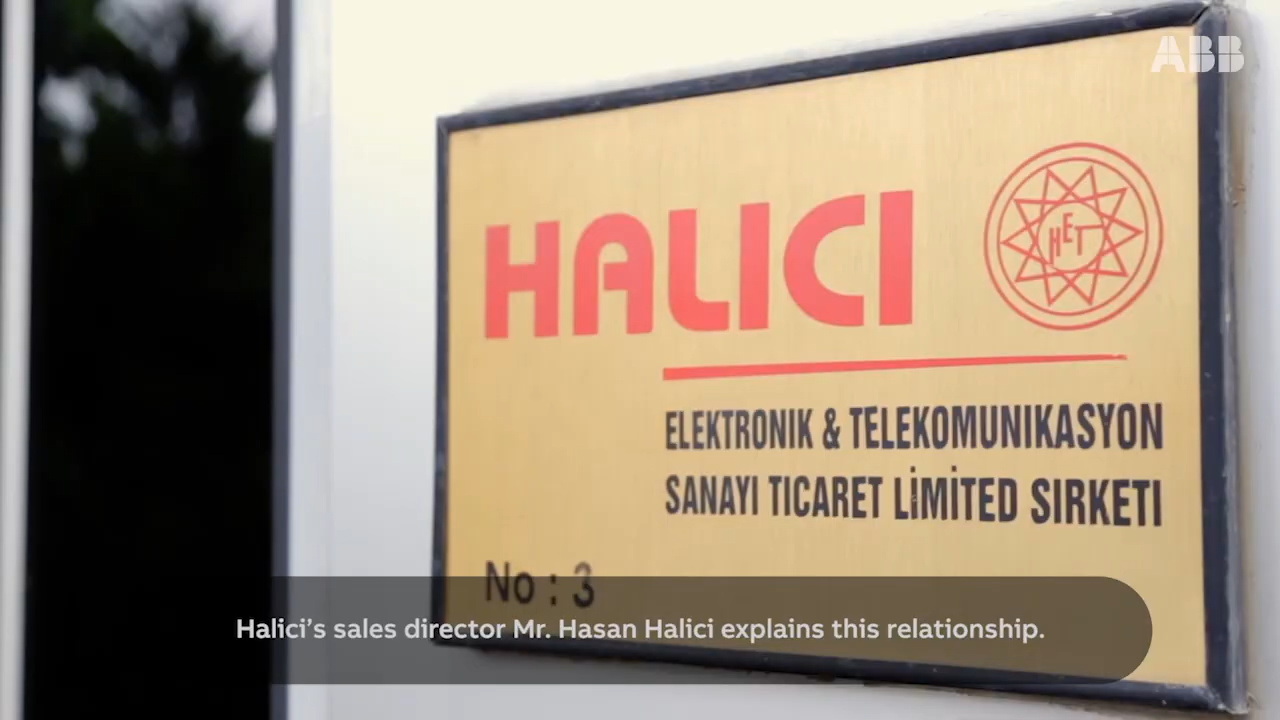 ABB
HALICI
HET
ELEKTRONIK & TELEKOMUNIKASYON
SANAYI TICARET LİMİTED SIRKETI
No : 3
Halici’s sales director Mr. Hasan Halici explains this relationship.